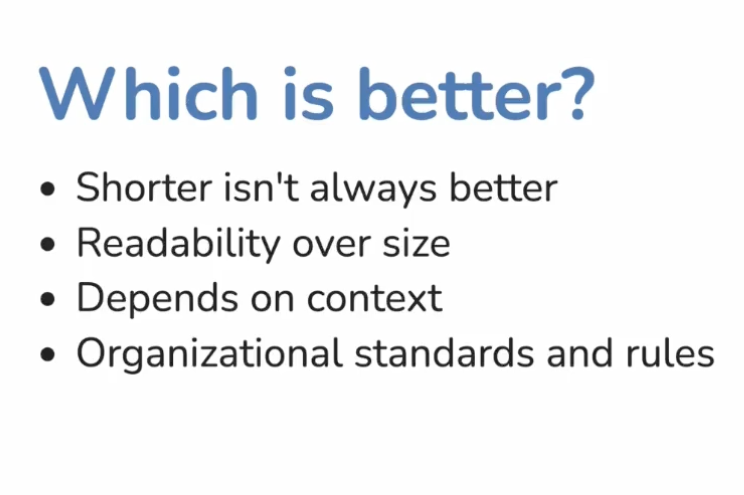 Which is better?
• Shorter isn't always better
• Readability over size
• Depends on context
• Organizational standards and rules